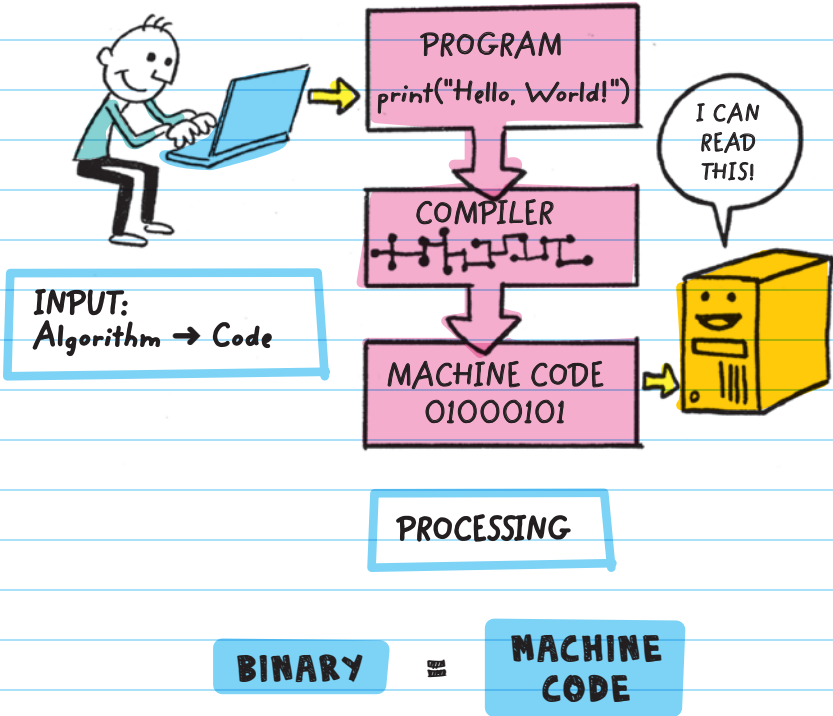 PROGRAM
print("Hello, World!")
I CAN
READ
THIS!
COMPILER
INPUT:
Algorithm → Code
MACHINE CODE
01000101
PROCESSING
BINARY = MACHINE
CODE